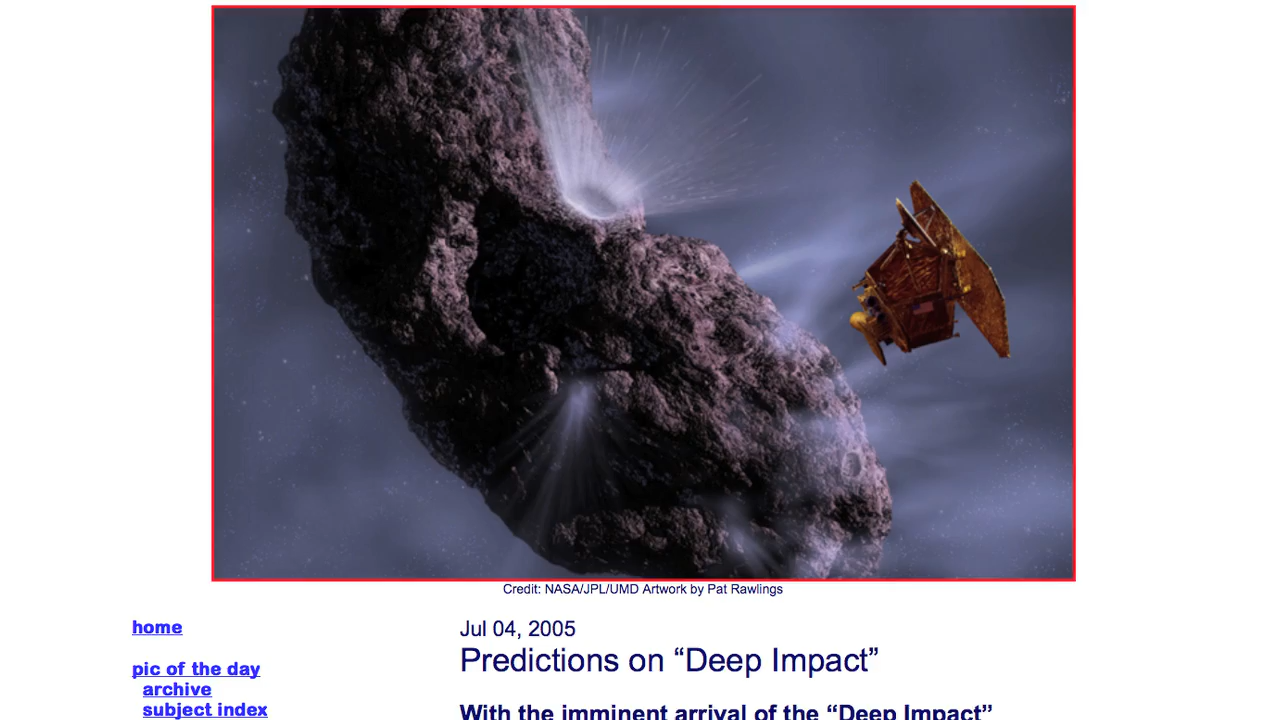 Credit: NASA/JPL/UMD Artwork by Pat Rawlings
home
pic of the day
archive
subject index
Jul 04, 2005
Predictions on “Deep Impact”
With the imminent arrival of the “Deep Impact”